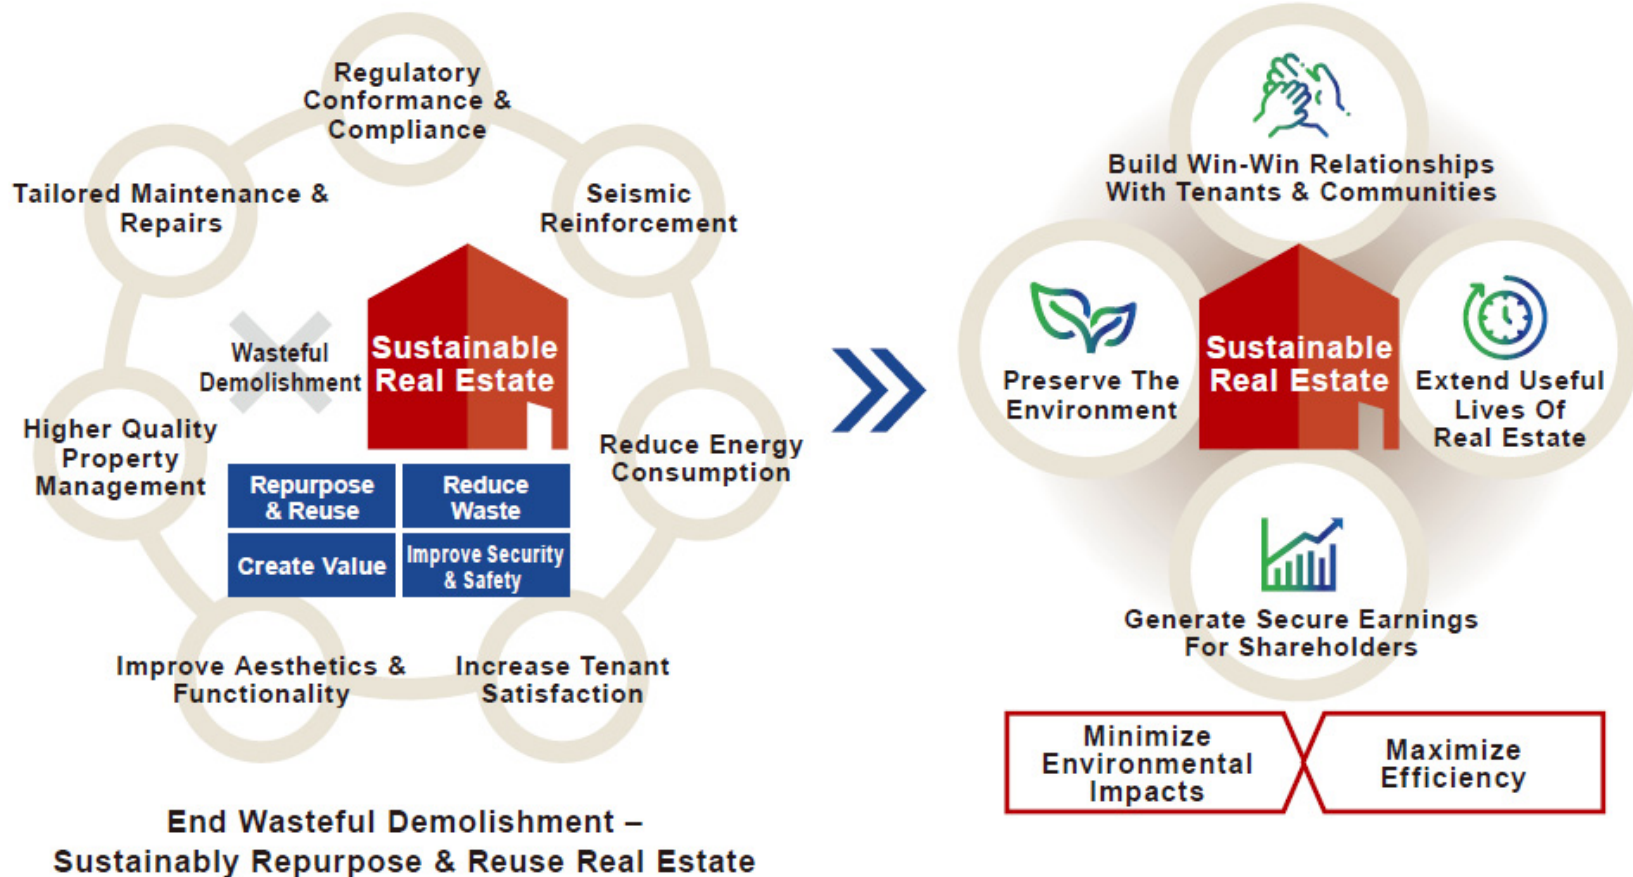 Regulatory
Conformance &
Compliance
Tailored Maintenance &
Repairs
Seismic
Reinforcement
Wasteful
Demolishment
Sustainable
Real Estate
Higher Quality
Property
Management
Reduce Energy
Consumption
Repurpose
& Reuse
Reduce
Waste
Create Value
Improve Security
& Safety
Improve Aesthetics &
Functionality
Increase Tenant
Satisfaction
End Wasteful Demolishment –
Sustainably Repurpose & Reuse Real Estate
Build Win-Win Relationships
With Tenants & Communities
Preserve The
Environment
Sustainable
Real Estate
Extend Useful
Lives Of
Real Estate
Generate Secure Earnings
For Shareholders
Minimize
Environmental
Impacts
Maximize
Efficiency